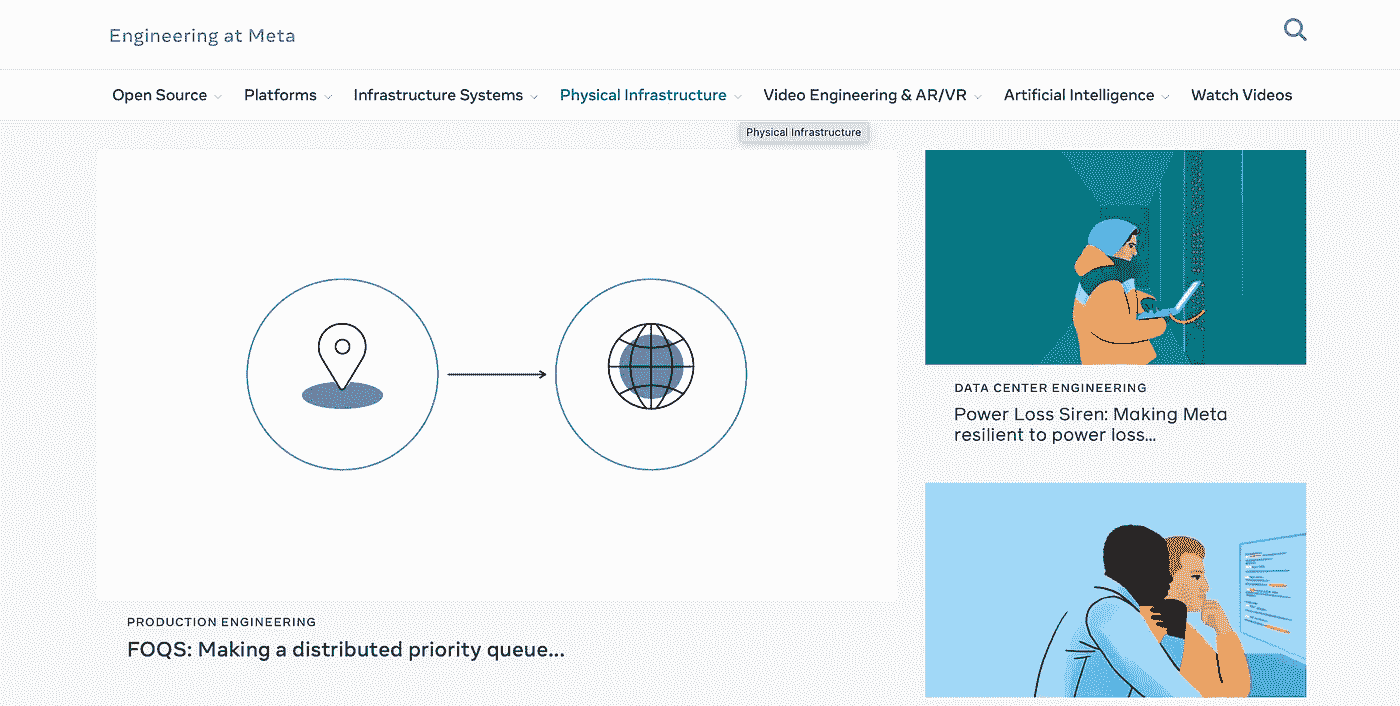 Engineering at Meta
Open Source
Platforms
Infrastructure Systems
Physical Infrastructure
Video Engineering & AR/VR
Artificial Intelligence
Watch Videos
Physical Infrastructure
PRODUCTION ENGINEERING
FOQS: Making a distributed priority queue...
DATA CENTER ENGINEERING
Power Loss Siren: Making Meta
resilient to power loss...